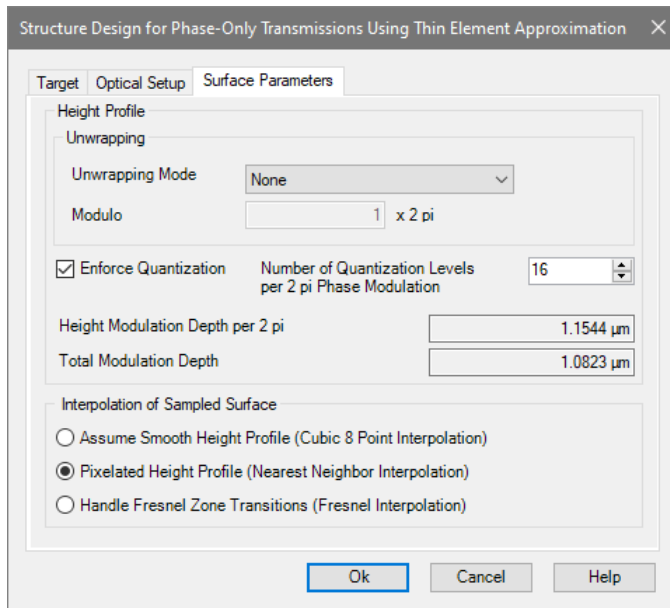 Structure Design for Phase-Only Transmissions Using Thin Element Approximation
Target Optical Setup Surface Parameters
Height Profile
Unwrapping
Unwrapping Mode None
Modulo 1 x 2 pi
Enforce Quantization Number of Quantization Levels 16
per 2 pi Phase Modulation
Height Modulation Depth per 2 pi 1.1544 µm
Total Modulation Depth 1.0823 µm
Interpolation of Sampled Surface
Assume Smooth Height Profile (Cubic 8 Point Interpolation)
Pixelated Height Profile (Nearest Neighbor Interpolation)
Handle Fresnel Zone Transitions (Fresnel Interpolation)
Ok Cancel Help